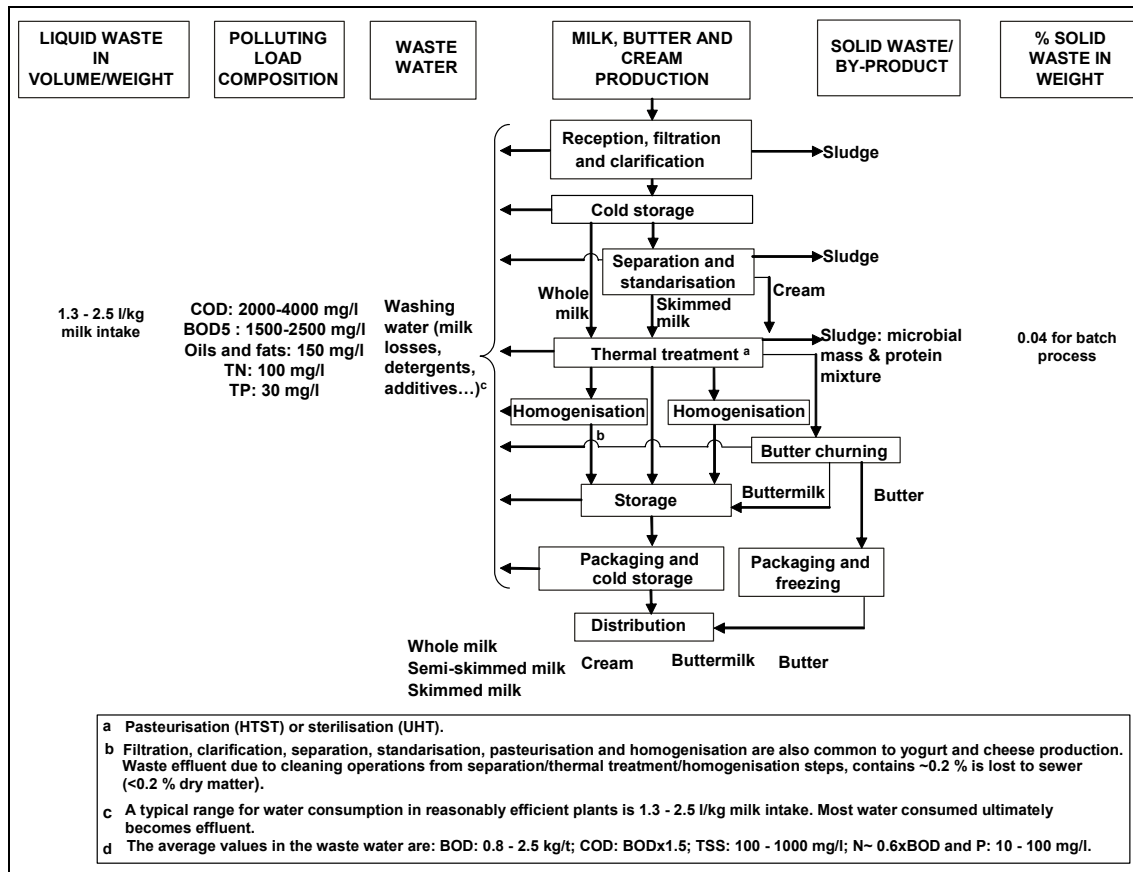 LIQUID WASTE
IN
VOLUME/WEIGHT
POLLUTING
LOAD
COMPOSITION
WASTE
WATER
MILK, BUTTER AND
CREAM
PRODUCTION
SOLID WASTE/
BY-PRODUCT
% SOLID
WASTE IN
WEIGHT
Reception, filtration
and clarification
Sludge
Cold storage
Separation and
standarisation
Sludge
Cream
Whole
milk
Skimmed
milk
1.3 - 2.5 l/kg
milk intake
COD: 2000-4000 mg/l
BOD5 : 1500-2500 mg/l
Oils and fats: 150 mg/l
TN: 100 mg/l
TP: 30 mg/l
Washing
water (milk
losses,
detergents,
additives…)c
Thermal treatment a
Sludge: microbial
mass & protein
mixture
0.04 for batch
process
Homogenisation
Homogenisation
b
Butter churning
Buttermilk
Butter
Storage
Packaging and
cold storage
Packaging and
freezing
Distribution
Whole milk
Semi-skimmed milk
Skimmed milk
Cream
Buttermilk
Butter
a Pasteurisation (HTST) or sterilisation (UHT).
b Filtration, clarification, separation, standarisation, pasteurisation and homogenisation are also common to yogurt and cheese production.
Waste effluent due to cleaning operations from separation/thermal treatment/homogenisation steps, contains ~0.2 % is lost to sewer
(<0.2 % dry matter).
c A typical range for water consumption in reasonably efficient plants is 1.3 - 2.5 l/kg milk intake. Most water consumed ultimately
becomes effluent.
d The average values in the waste water are: BOD: 0.8 - 2.5 kg/t; COD: BODx1.5; TSS: 100 - 1000 mg/l; N~ 0.6xBOD and P: 10 - 100 mg/l.